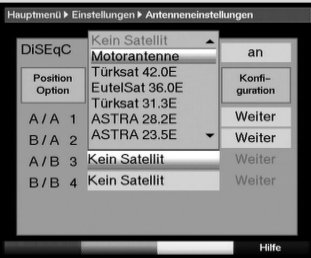 Hauptmenü ▸ Einstellungen ▸ Antenneneinstellungen
DiSEqC
an
Kein Satellit
Motorantenne
Türksat 42.0E
EutelSat 36.0E
Türksat 31.3E
ASTRA 28.2E
ASTRA 23.5E
Position
Option
Konfi-
guration
A / A 1 Weiter
B / A 2 Weiter
A / B 3 Kein Satellit Weiter
B / B 4 Kein Satellit Weiter
Hilfe